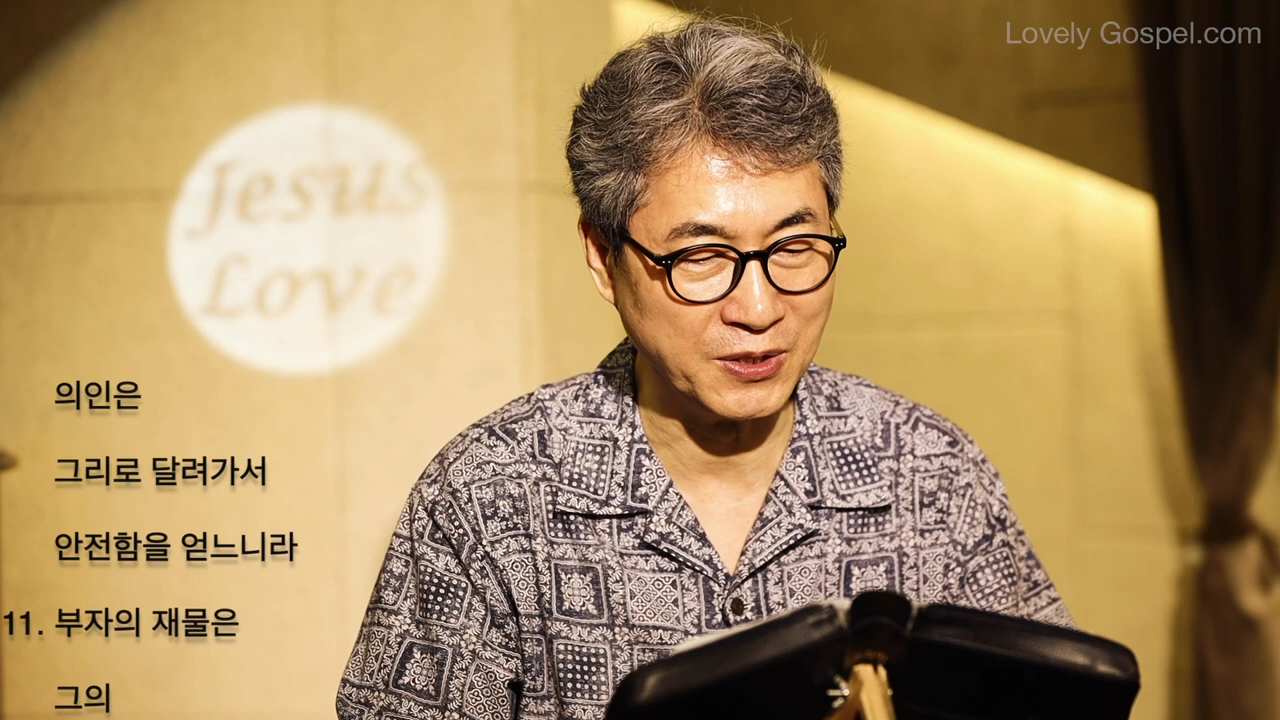 Lovely Gospel.com
Jesus
Love
의인은
그리로 달려가서
안전함을 얻느니라
11. 부자의 재물은
그의